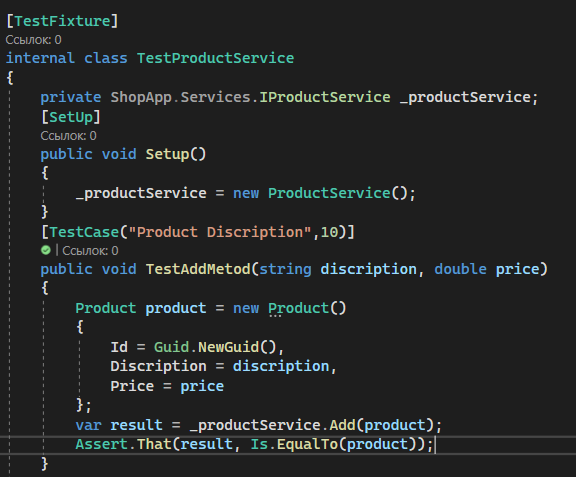 [TestFixture]
Ссылок: 0
internal class TestProductService
{
private ShopApp.Services.IProductService _productService;
[SetUp]
Ссылок: 0
public void Setup()
{
_productService = new ProductService();
}
[TestCase("Product Discription",10)]
| Ссылок: 0
public void TestAddMetod(string discription, double price)
{
Product product = new Product()
{
Id = Guid.NewGuid(),
Discription = discription,
Price = price
};
var result = _productService.Add(product);
Assert.That(result, Is.EqualTo(product));
}